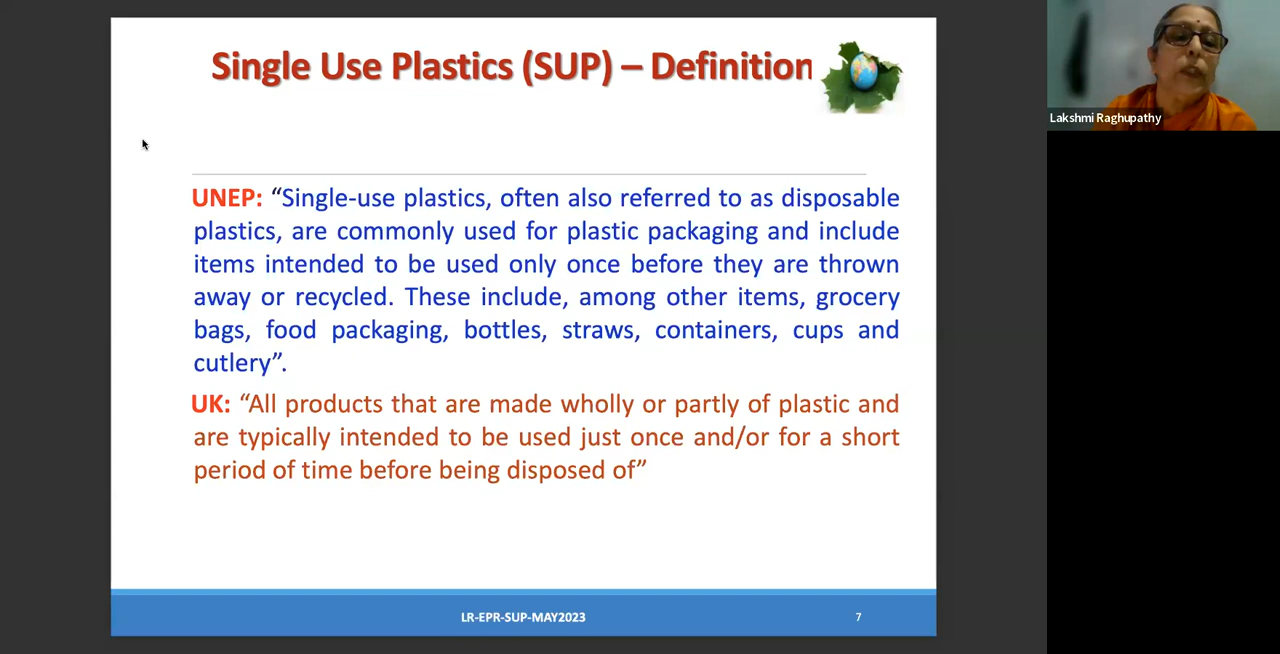 Single Use Plastics (SUP) – Definition
UNEP: “Single-use plastics, often also referred to as disposable
plastics, are commonly used for plastic packaging and include
items intended to be used only once before they are thrown
away or recycled. These include, among other items, grocery
bags, food packaging, bottles, straws, containers, cups and
cutlery”.
UK: “All products that are made wholly or partly of plastic and
are typically intended to be used just once and/or for a short
period of time before being disposed of”
LR-EPR-SUP-MAY2023
7
Lakshmi Raghupathy